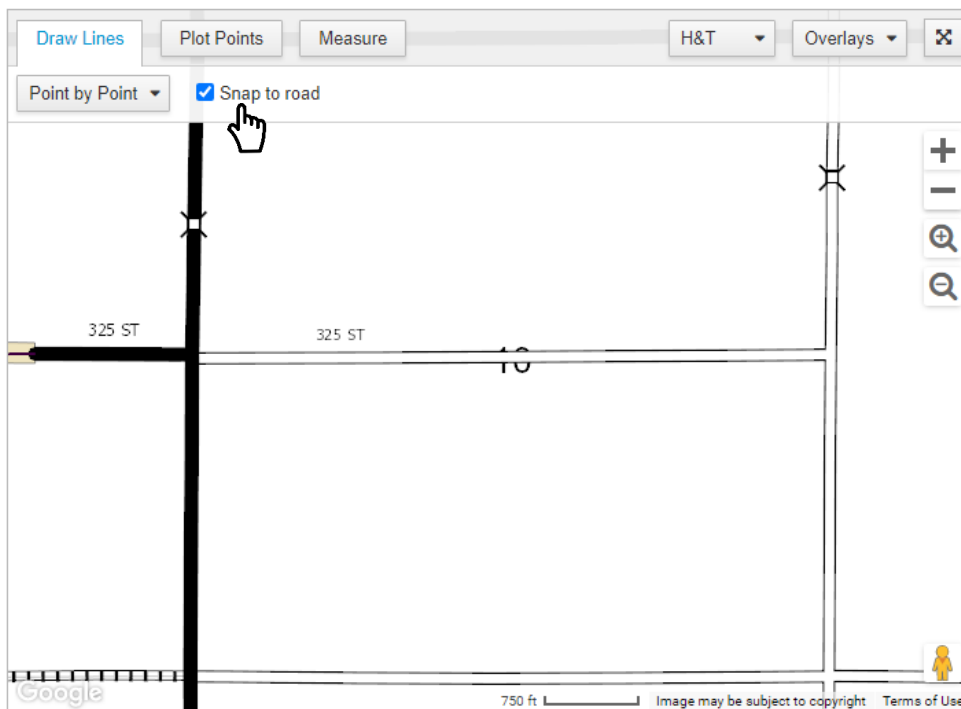 Draw Lines Plot Points Measure H&T Overlays
Point by Point Snap to road
325 ST 325 ST
Google 750 ft Image may be subject to copyright Terms of Use